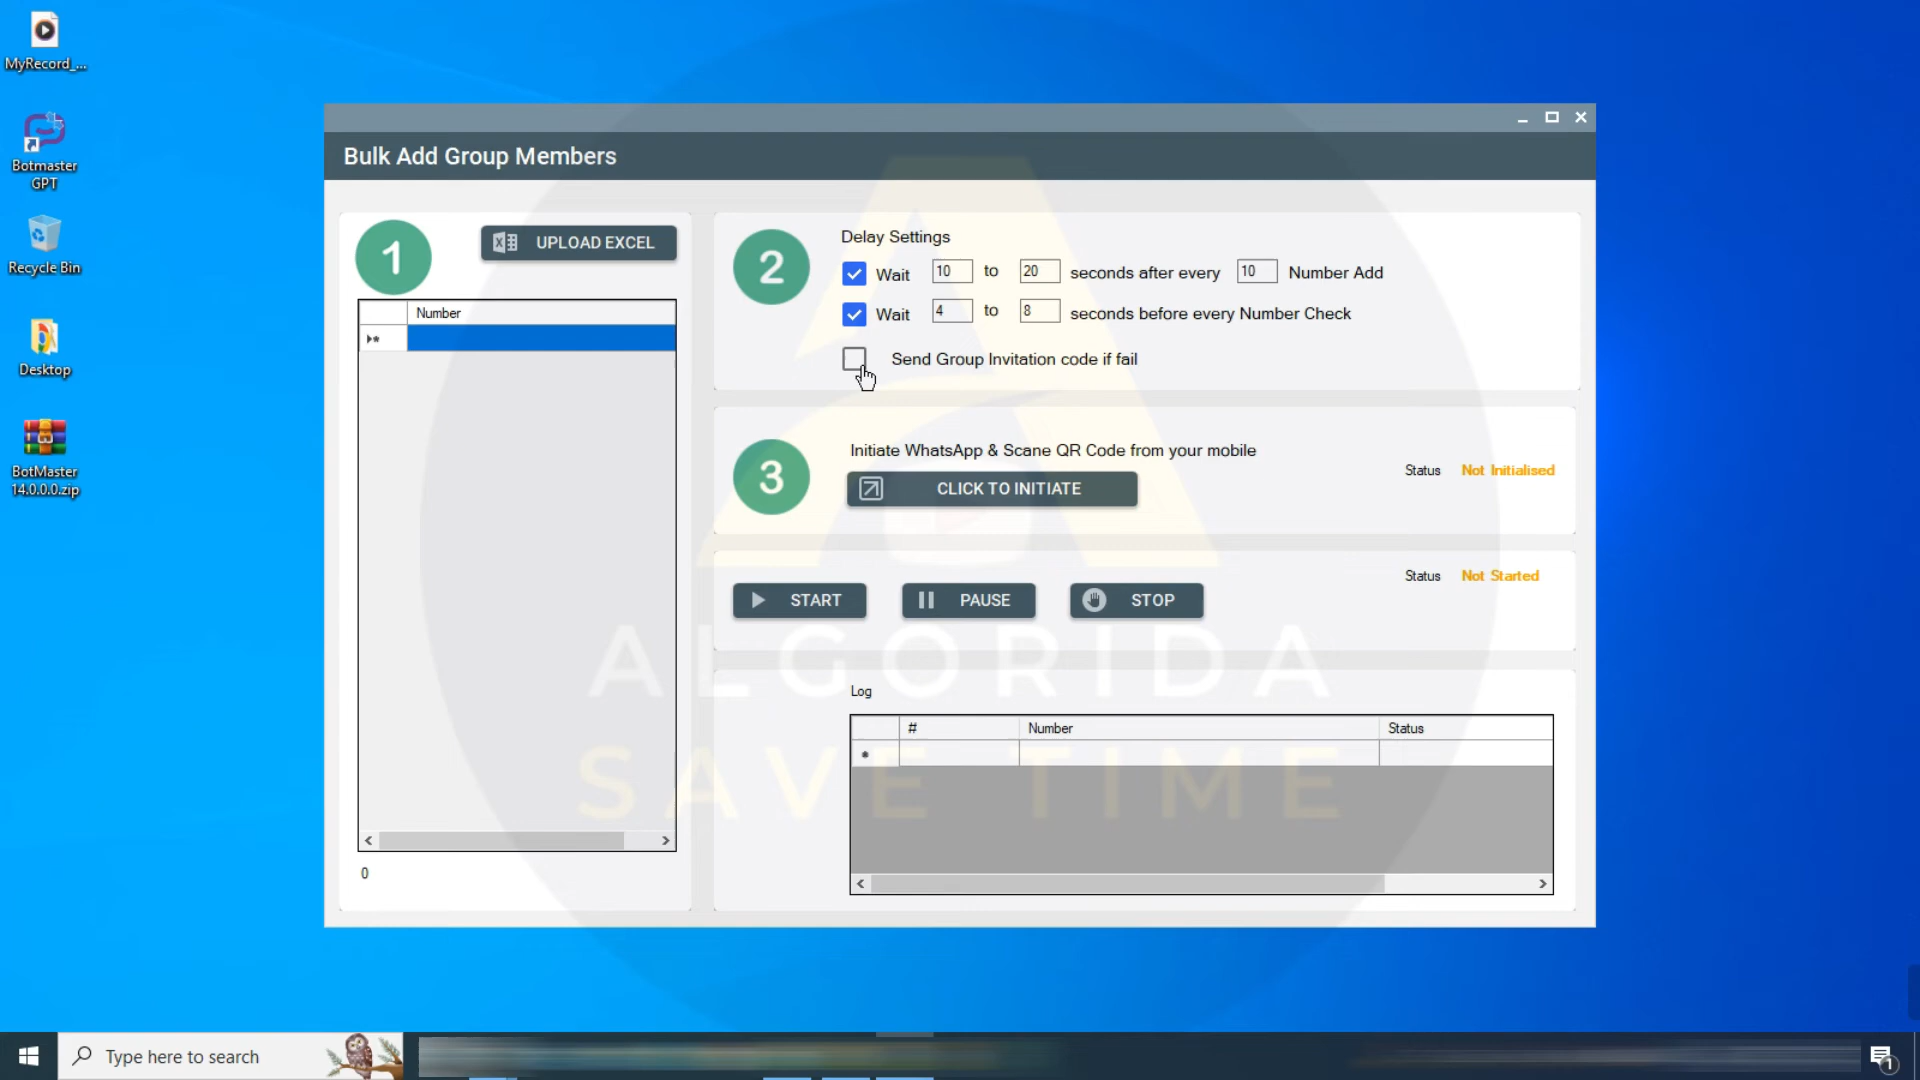 MyRecord_...
Botmaster
GPT
Recycle Bin
Desktop
BotMaster
14.0.0.0.zip
Bulk Add Group Members
1
UPLOAD EXCEL
Number
0
2
Delay Settings
Wait 10 to 20 seconds after every 10 Number Add
Wait 4 to 8 seconds before every Number Check
Send Group Invitation code if fail
3
Initiate WhatsApp & Scane QR Code from your mobile
CLICK TO INITIATE
Status Not Initialised
Status Not Started
START PAUSE STOP
ALGORIDA
SAVE TIME
Log
# Number Status
Type here to search
1